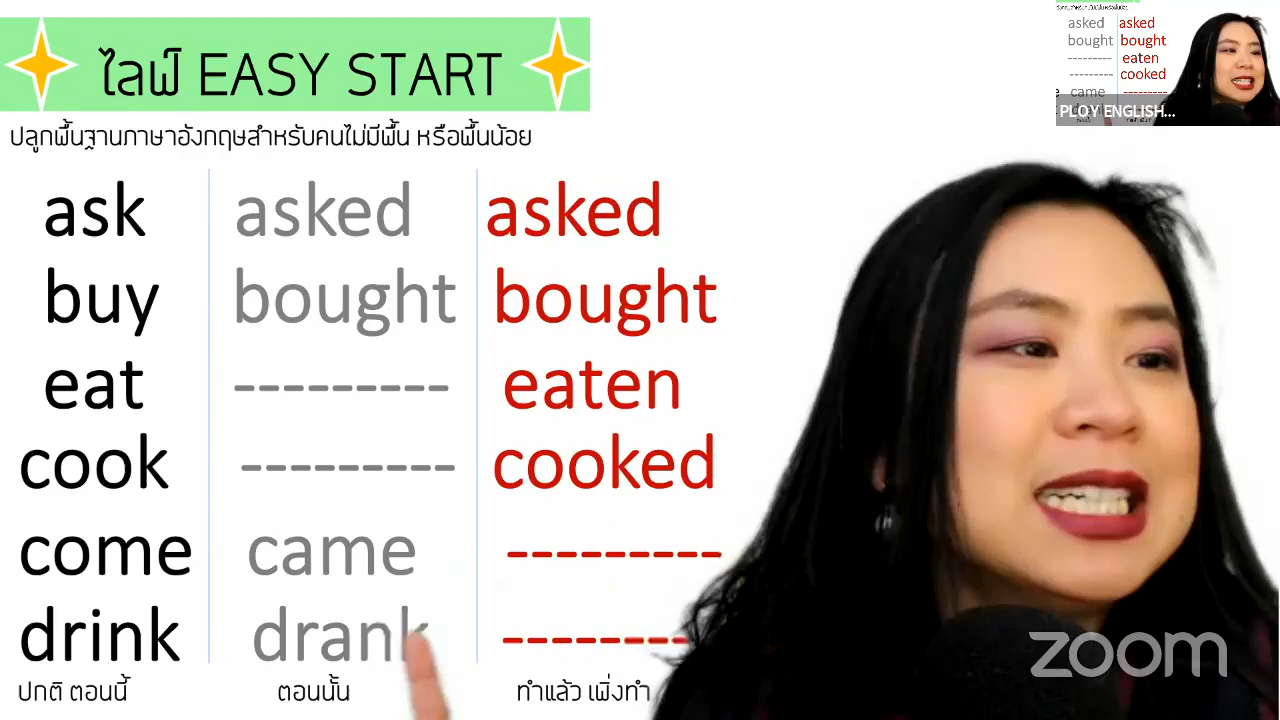 ไลฟ์ EASY START
ปลูกพื้นฐานภาษาอังกฤษสำหรับคนไม่มีพื้น หรือพื้นน้อย
ask asked asked
buy bought bought
eat --------- eaten
cook --------- cooked
come came ---------
drink drank ---------
ปกติ ตอนนี้ ตอนนั้น ทำแล้ว เพิ่งทำ
asked asked
bought bought
--------- eaten
--------- cooked
came ---------
PLOY ENGLISH...
zoom